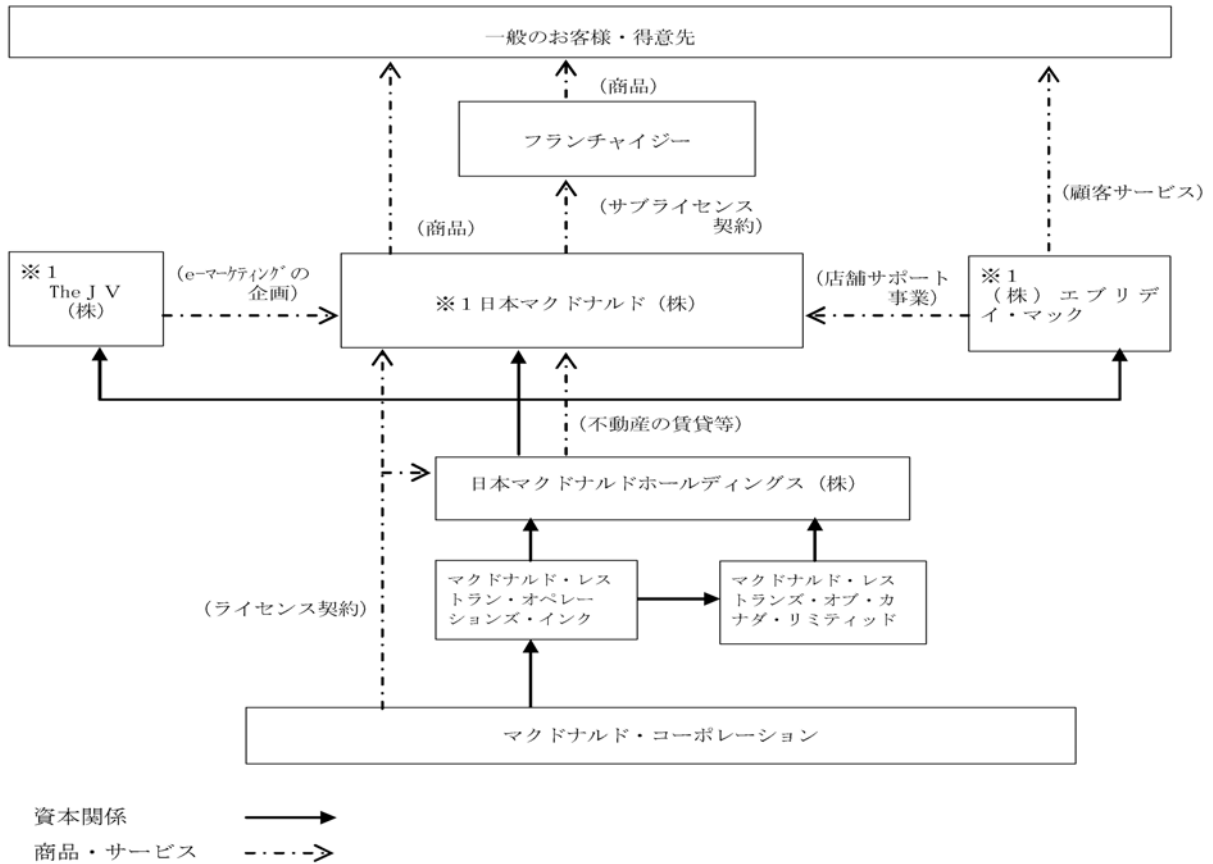 一般のお客様・得意先
(商品)
フランチャイジー
(サブライセンス
契約)
(顧客サービス)
(商品)
※1
The J V
(株)
(e-マーケティングの
企画)
※1日本マクドナルド(株)
(店舗サポート
事業)
※1
(株)エブリデ
イ・マック
(不動産の賃貸等)
日本マクドナルドホールディングス(株)
マクドナルド・レス
トラン・オペレー
ションズ・インク
マクドナルド・レス
トランズ・オブ・カ
ナダ・リミティッド
(ライセンス契約)
マクドナルド・コーポレーション
資本関係
商品・サービス